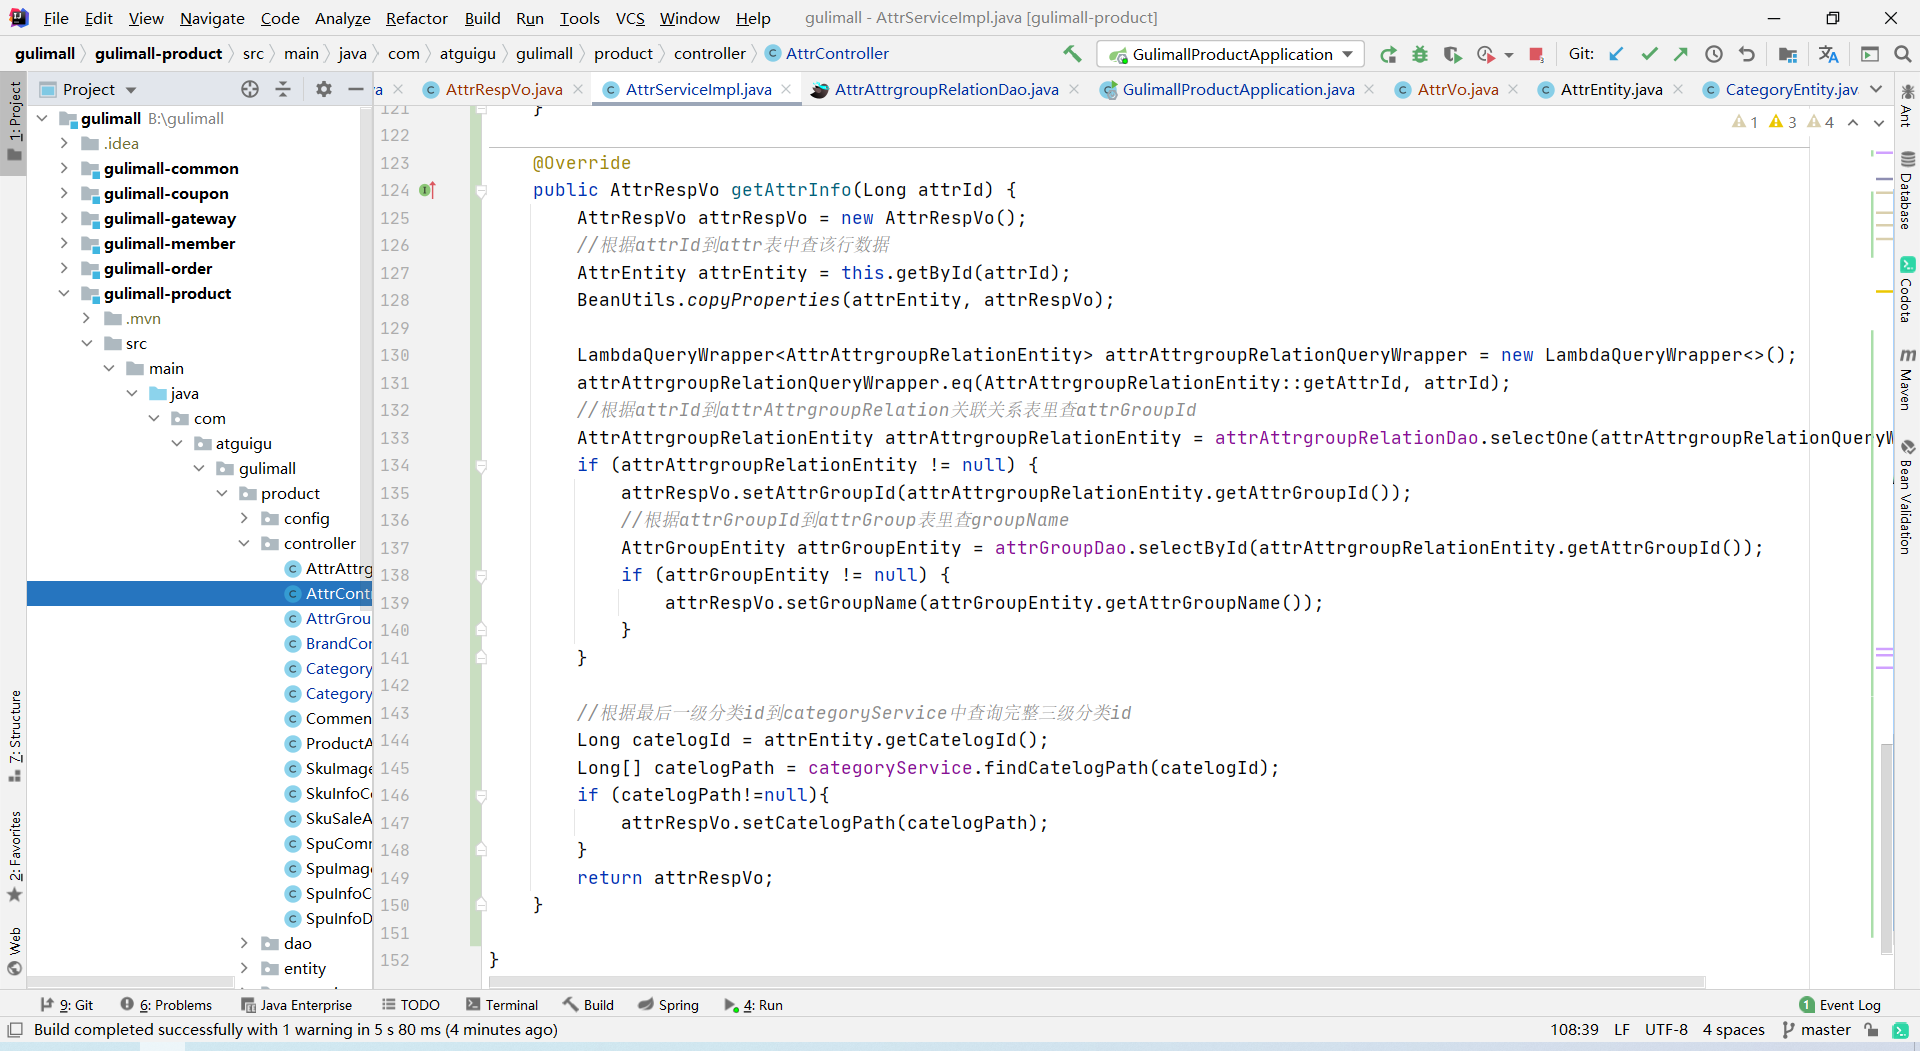 File Edit View Navigate Code Analyze Refactor Build Run Tools VCS Window Help gulimall - AttrServiceImpl.java [gulimall-product]
gulimall gulimall-product src main java com atguigu gulimall product controller AttrController GulimallProductApplication Git:
Project AttrRespVo.java AttrServiceImpl.java AttrAttrgroupRelationDao.java GulimallProductApplication.java AttrVo.java AttrEntity.java CategoryEntity.jav
1: Project
gulimall B:\gulimall
.idea
gulimall-common
gulimall-coupon
gulimall-gateway
gulimall-member
gulimall-order
gulimall-product
.mvn
src
main
java
com
atguigu
gulimall
product
config
controller
AttrAttrg
AttrCont
AttrGrou
BrandCor
Category
Category
Commen
ProductA
SkuImage
SkuInfoC
SkuSaleA
SpuComr
SpuImag
SpuInfoC
SpuInfoD
dao
entity
7: Structure
2: Favorites
Web
1 3 4
121 }
122
123 @Override
124 public AttrRespVo getAttrInfo(Long attrId) {
125 AttrRespVo attrRespVo = new AttrRespVo();
126 //根据attrId到attr表中查该行数据
127 AttrEntity attrEntity = this.getById(attrId);
128 BeanUtils.copyProperties(attrEntity, attrRespVo);
129
130 LambdaQueryWrapper<AttrAttrgroupRelationEntity> attrAttrgroupRelationQueryWrapper = new LambdaQueryWrapper<>();
131 attrAttrgroupRelationQueryWrapper.eq(AttrAttrgroupRelationEntity::getAttrId, attrId);
132 //根据attrId到attrAttrgroupRelation关联关系表里查attrGroupId
133 AttrAttrgroupRelationEntity attrAttrgroupRelationEntity = attrAttrgroupRelationDao.selectOne(attrAttrgroupRelationQueryW
134 if (attrAttrgroupRelationEntity != null) {
135 attrRespVo.setAttrGroupId(attrAttrgroupRelationEntity.getAttrGroupId());
136 //根据attrGroupId到attrGroup表里查groupName
137 AttrGroupEntity attrGroupEntity = attrGroupDao.selectById(attrAttrgroupRelationEntity.getAttrGroupId());
138 if (attrGroupEntity != null) {
139 attrRespVo.setGroupName(attrGroupEntity.getAttrGroupName());
140 }
141 }
142
143 //根据最后一级分类id到categoryService中查询完整三级分类id
144 Long catelogId = attrEntity.getCatelogId();
145 Long[] catelogPath = categoryService.findCatelogPath(catelogId);
146 if (catelogPath!=null){
147 attrRespVo.setCatelogPath(catelogPath);
148 }
149 return attrRespVo;
150 }
151
152 }
Ant
Database
Codota
Maven
Bean Validation
9: Git 6: Problems Java Enterprise TODO Terminal Build Spring 4: Run 1 Event Log
Build completed successfully with 1 warning in 5 s 80 ms (4 minutes ago) 108:39 LF UTF-8 4 spaces master